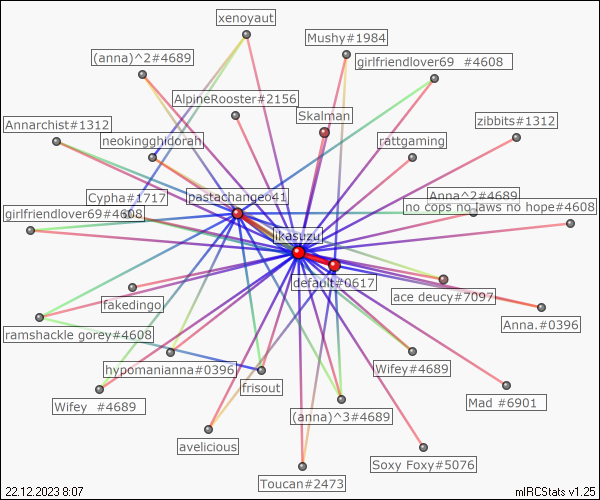 xenoyaut
Mushy#1984
(anna)^2#4689
girlfriendlover69 #4608
AlpineRooster#2156
Skalman
Annarchist#1312
zibbits#1312
neokingghidorah
rattgaming
Cypha#1717
pastachangeo41
Anna^2#4689
no cops no laws no hope#4608
girlfriendlover69#4608
ikasuzu
default#0617
fakedingo
ace deucy#7097
Anna.#0396
ramshackle gorey#4608
hypomanianna#0396
Wifey#4689
frisout
Wifey #4689
(anna)^3#4689
Mad #6901
avelicious
Soxy Foxy#5076
Toucan#2473
22.12.2023 8:07
mIRCStats v1.25